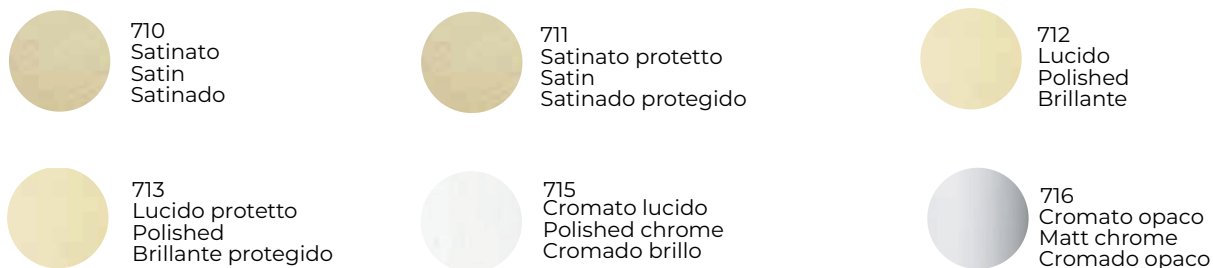 710
Satinato
Satin
Satinado
711
Satinato protetto
Satin
Satinado protegido
712
Lucido
Polished
Brillante
713
Lucido protetto
Polished
Brillante protegido
715
Cromato lucido
Polished chrome
Cromado brillo
716
Cromato opaco
Matt chrome
Cromado opaco